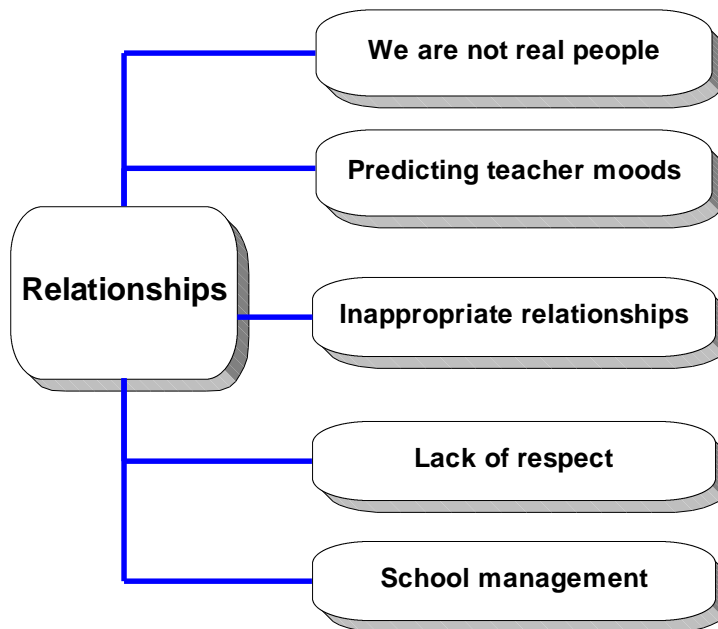 We are not real people
Predicting teacher moods
Relationships
Inappropriate relationships
Lack of respect
School management